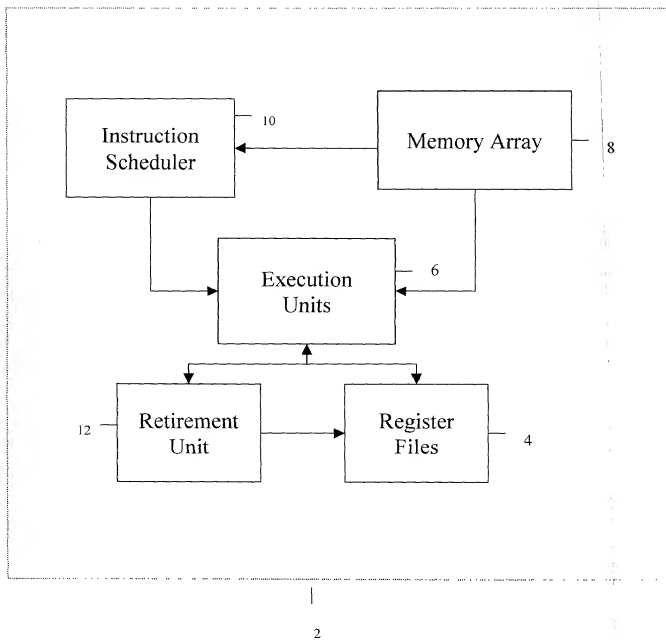 Instruction
Scheduler
10
Memory Array
8
Execution
Units
6
Retirement
Unit
12
Register
Files
4
2